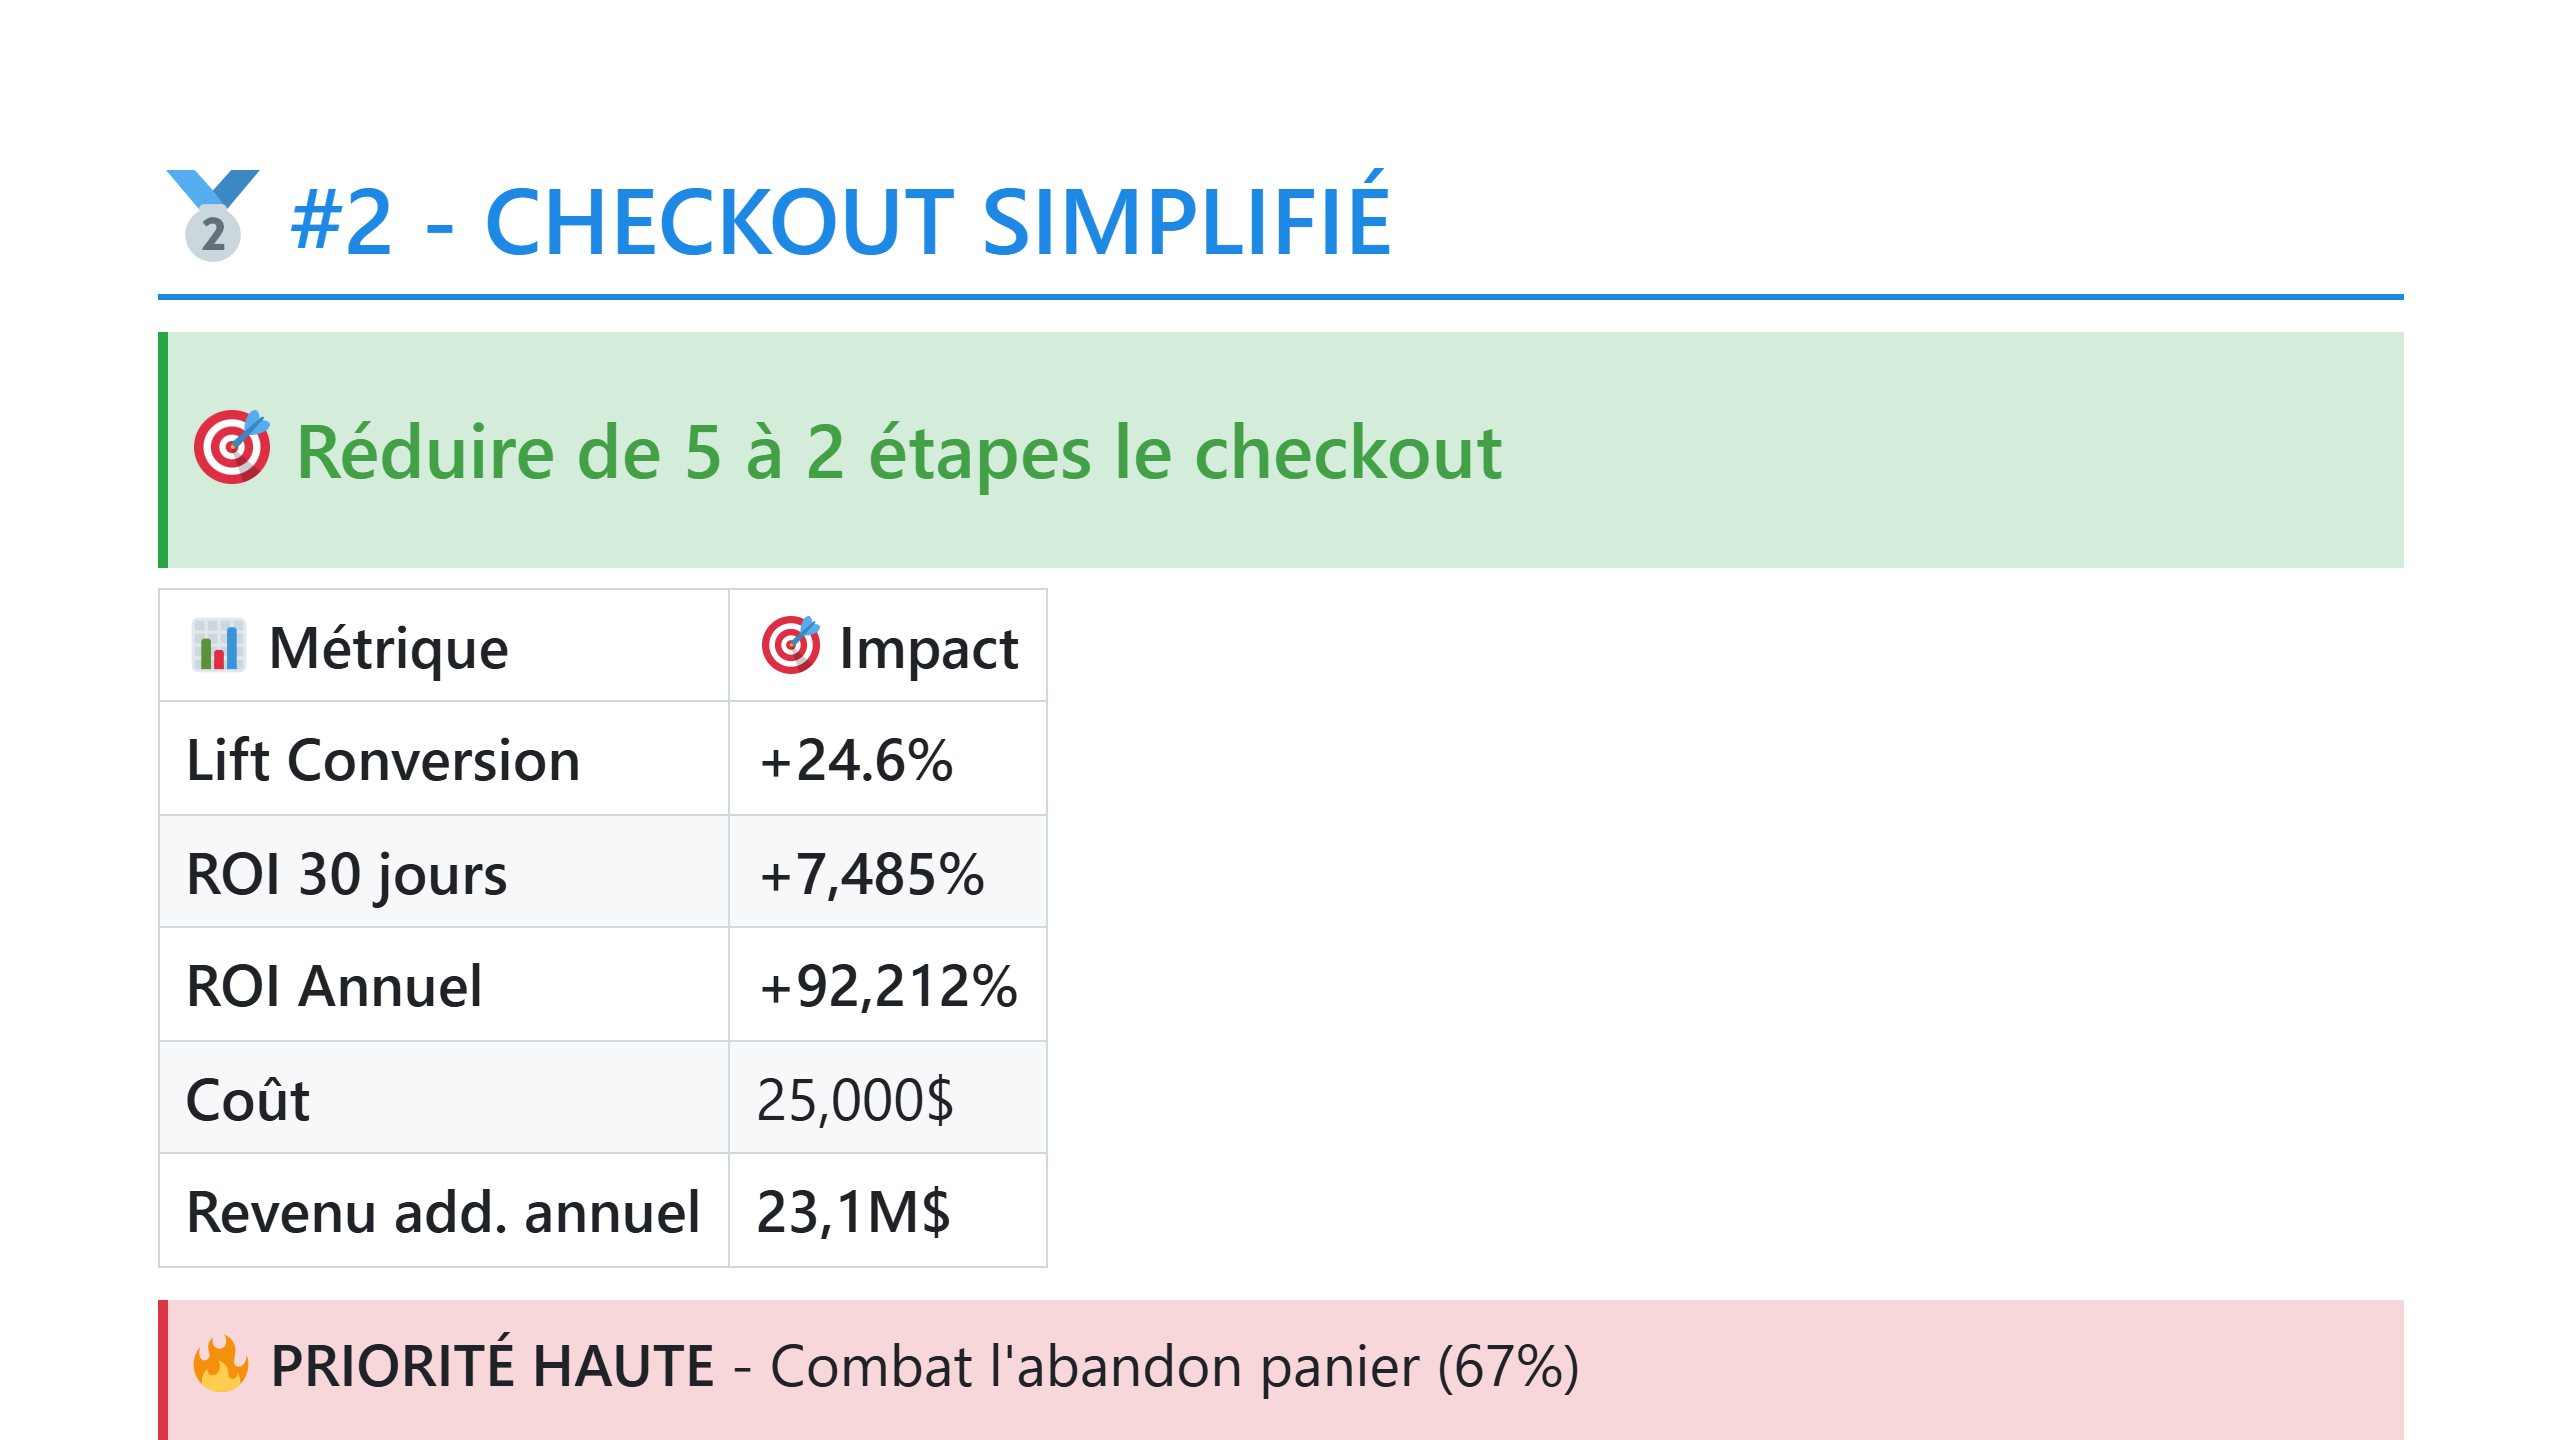 #2 - CHECKOUT SIMPLIFIÉ
Réduire de 5 à 2 étapes le checkout
Métrique Impact
Lift Conversion +24.6%
ROI 30 jours +7,485%
ROI Annuel +92,212%
Coût 25,000$
Revenu add. annuel 23,1M$
PRIORITÉ HAUTE - Combat l'abandon panier (67%)